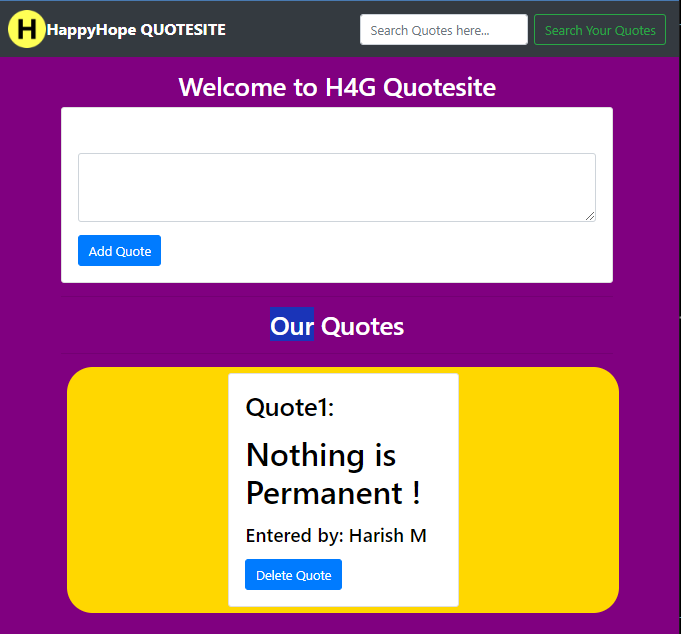 H HappyHope QUOTESITE Search Quotes here... Search Your Quotes
Welcome to H4G Quotesite
Add Quote
Our Quotes
Quote1:
Nothing is
Permanent !
Entered by: Harish M
Delete Quote